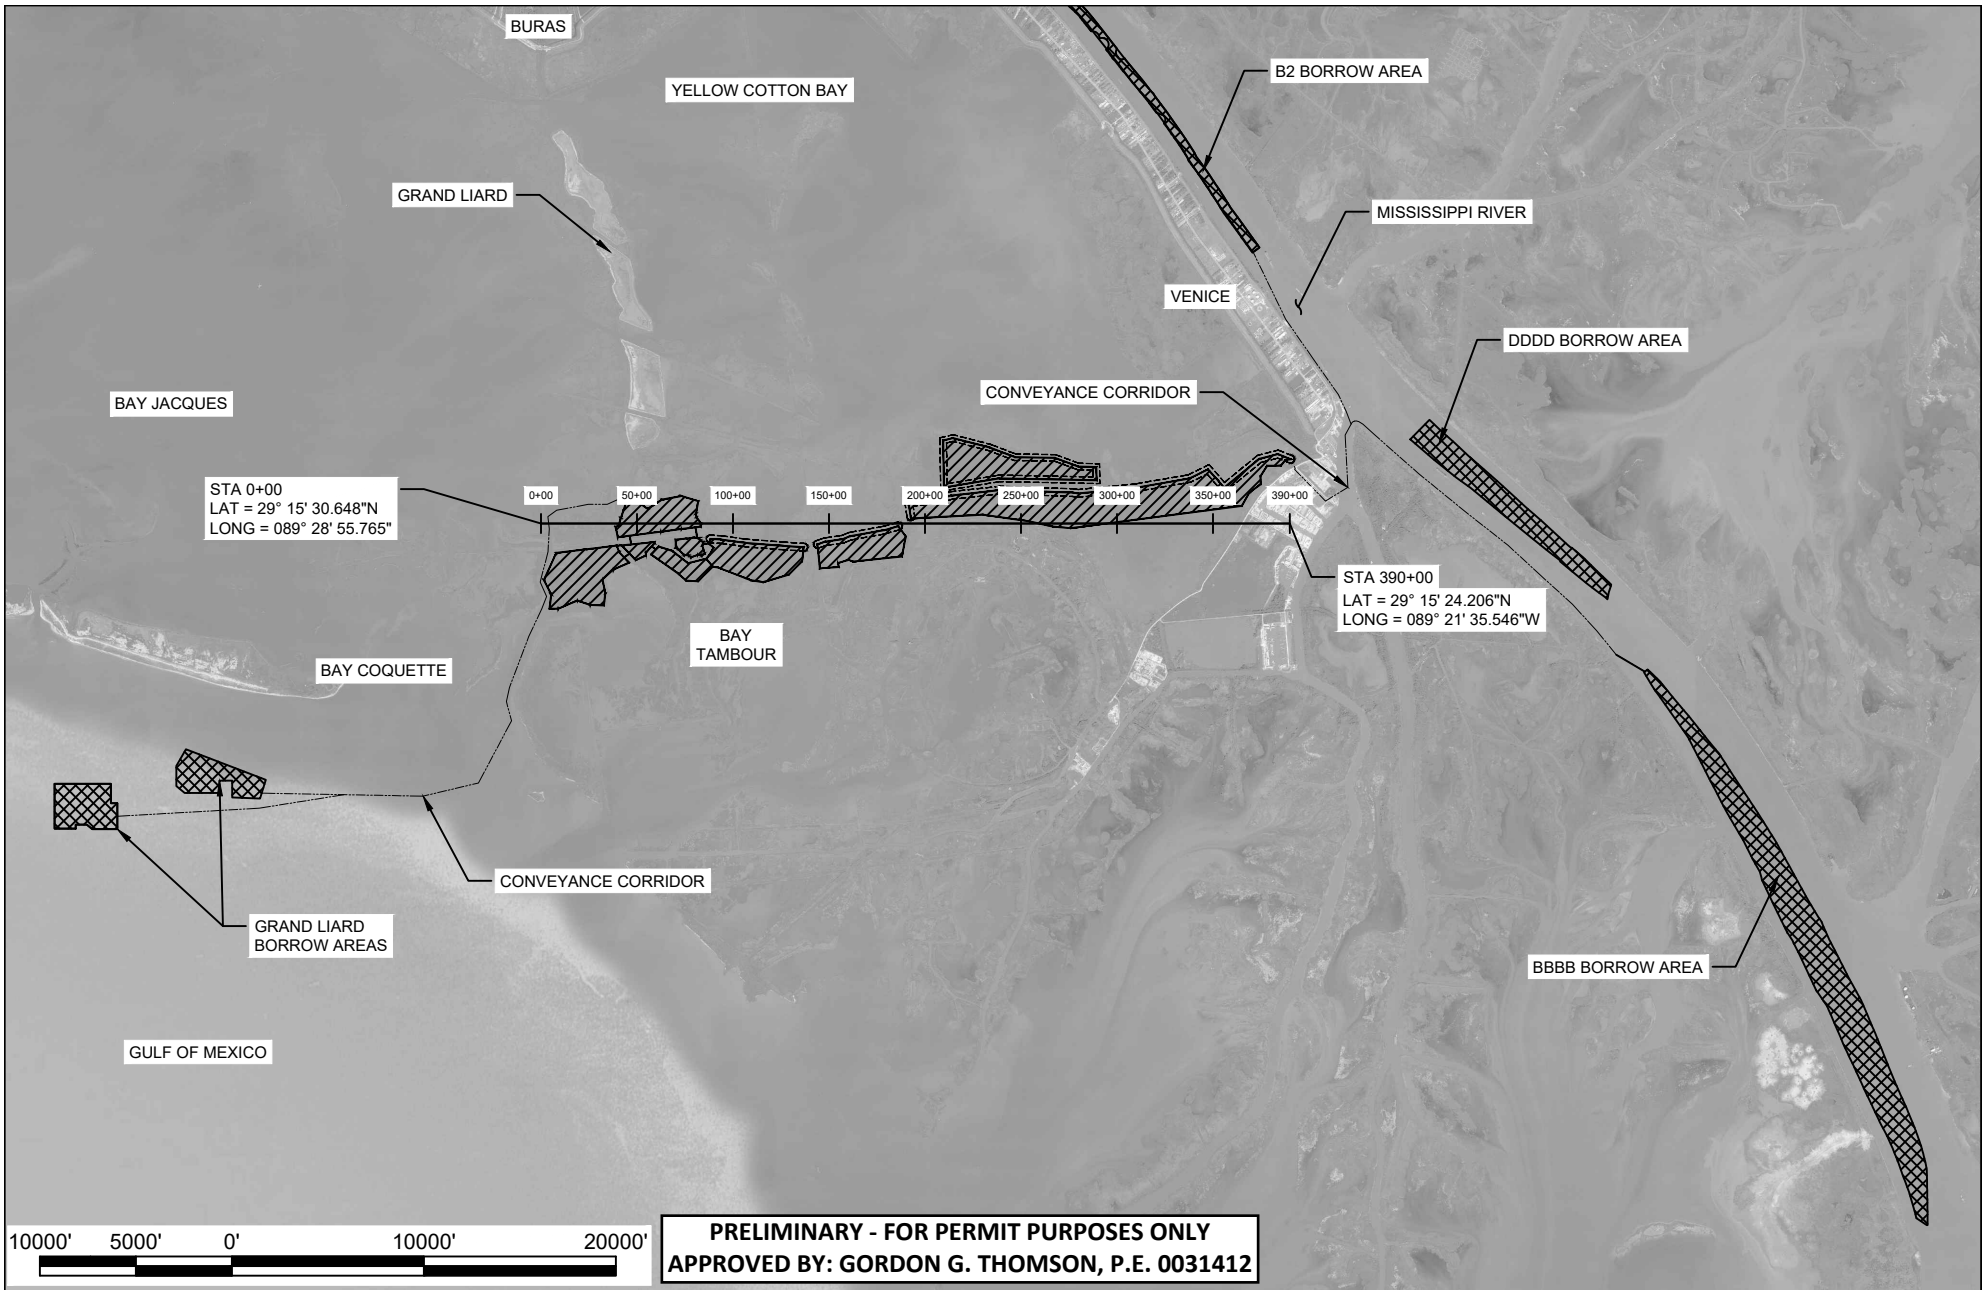 BURAS
YELLOW COTTON BAY
B2 BORROW AREA
GRAND LIARD
MISSISSIPPI RIVER
VENICE
DDDD BORROW AREA
CONVEYANCE CORRIDOR
BAY JACQUES
STA 0+00
LAT = 29° 15' 30.648"N
LONG = 089° 28' 55.765"
0+00 50+00 100+00 150+00 200+00 250+00 300+00 350+00 390+00
STA 390+00
LAT = 29° 15' 24.206"N
LONG = 089° 21' 35.546"W
BAY
TAMBOUR
BAY COQUETTE
CONVEYANCE CORRIDOR
GRAND LIARD
BORROW AREAS
BBBB BORROW AREA
GULF OF MEXICO
10000' 5000' 0' 10000' 20000'
PRELIMINARY - FOR PERMIT PURPOSES ONLY
APPROVED BY: GORDON G. THOMSON, P.E. 0031412